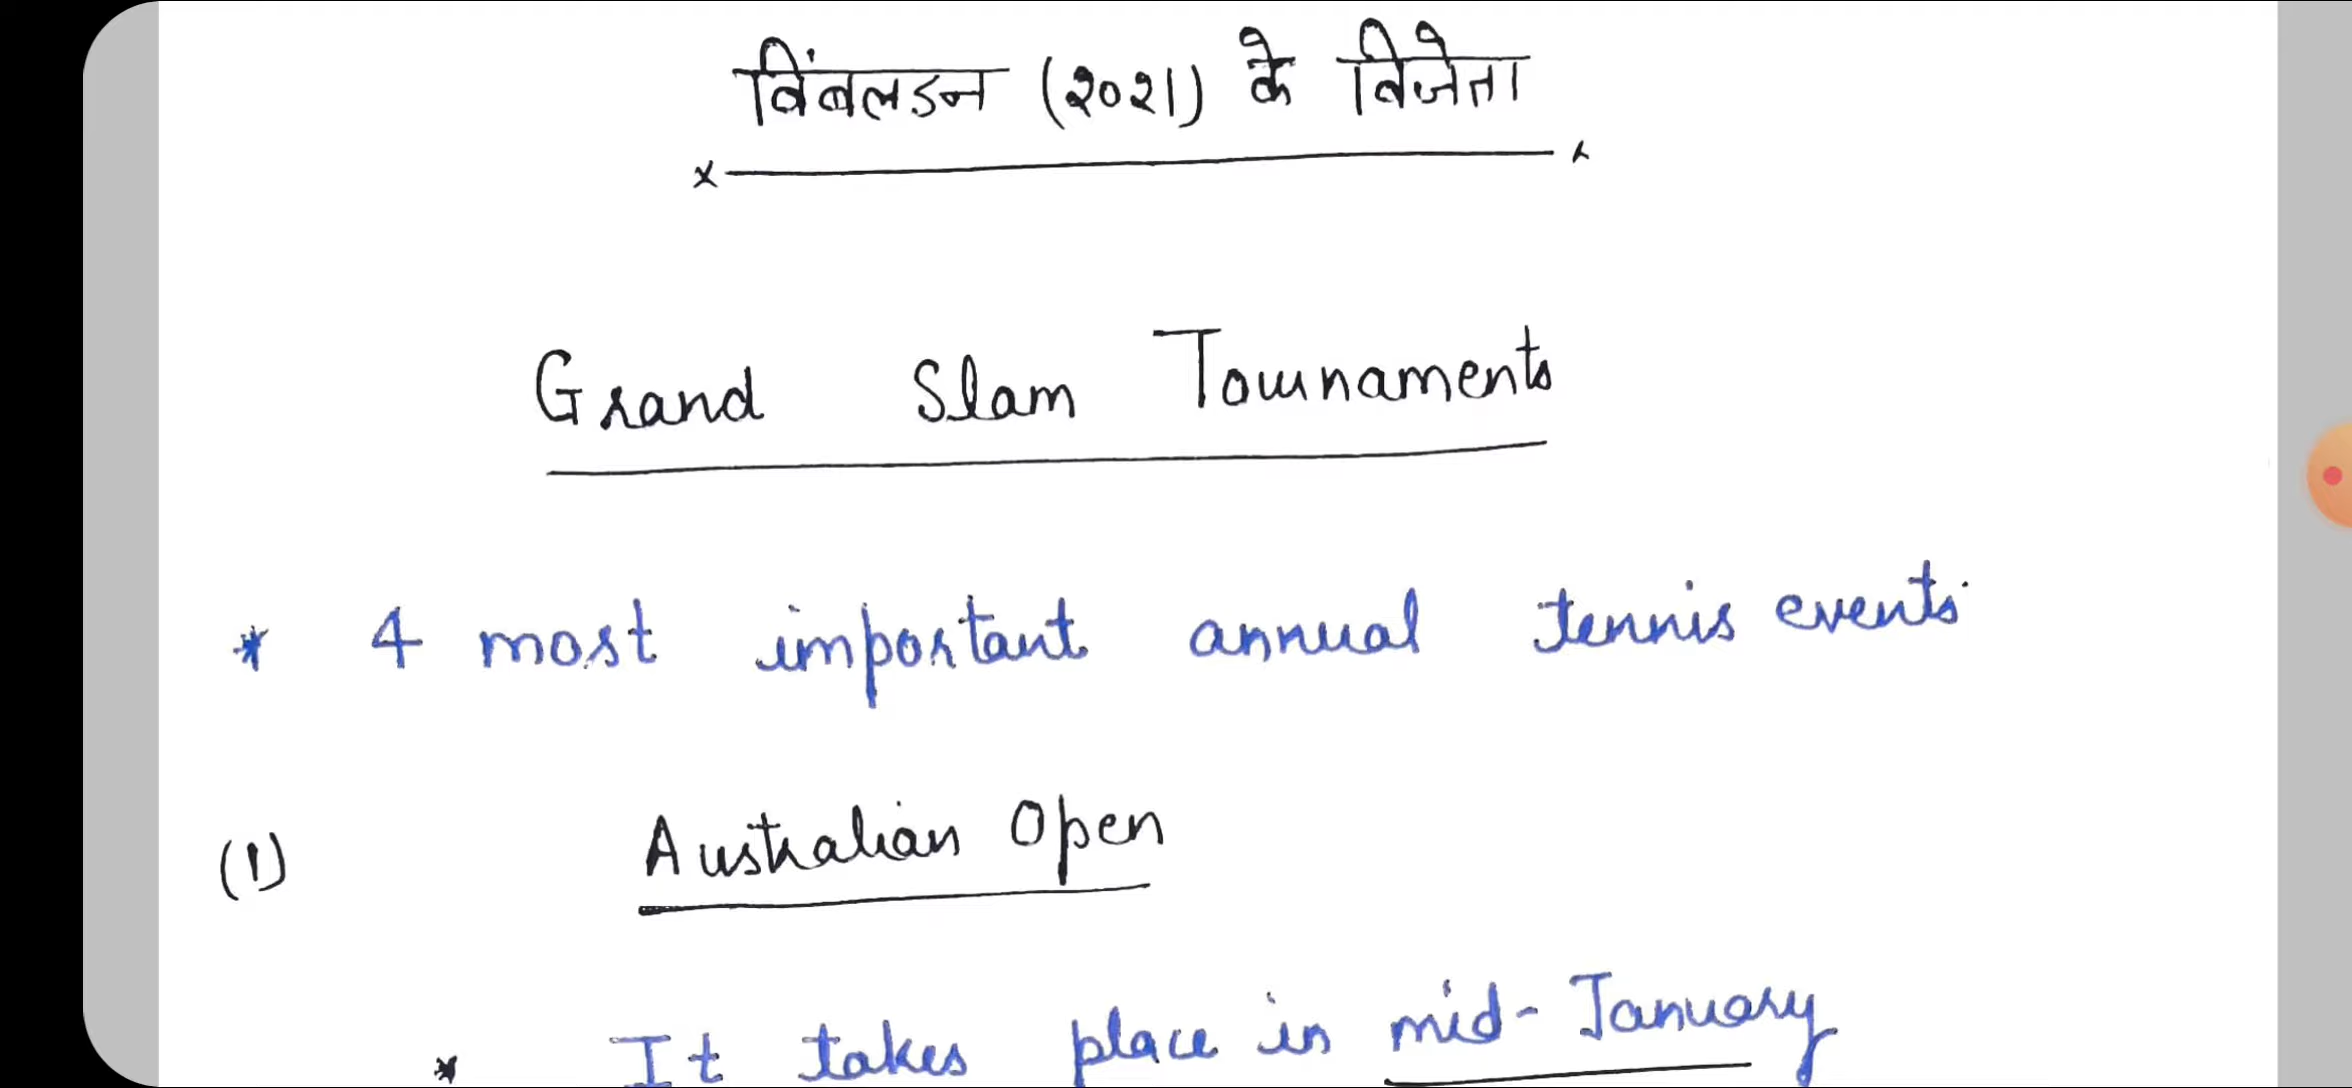 विंबलडन (२०२१) के विजेता
Grand Slam Tournaments
* 4 most important annual tennis events.
(1) Australian Open
* It takes place in mid-January